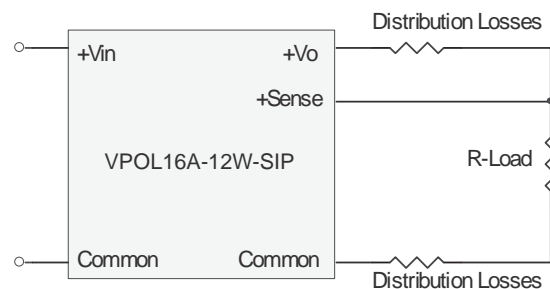 Distribution Losses
+Vin
+Vo
+Sense
VPOL16A-12W-SIP
R-Load
Common
Common
Distribution Losses